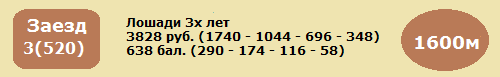 Заезд
3(520)
Лошади 3х лет
3828 руб. (1740 - 1044 - 696 - 348)
638 бал. (290 - 174 - 116 - 58)
1600м